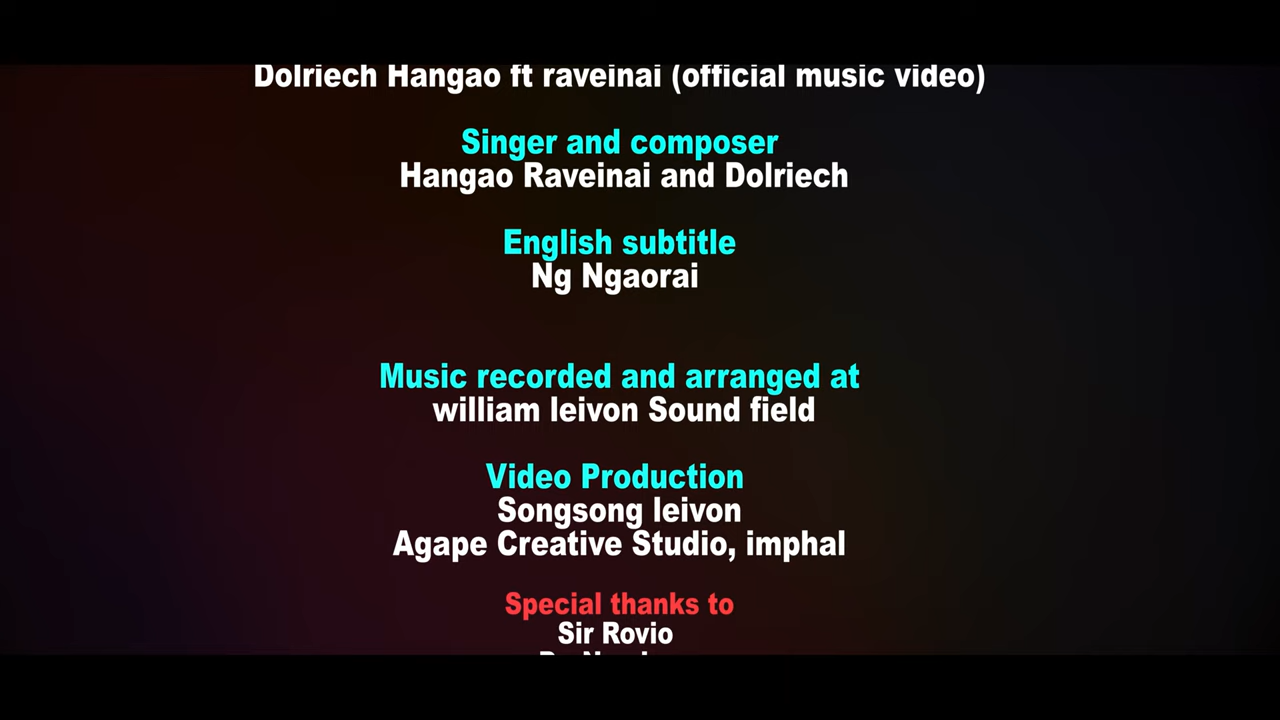 Dolriech Hangao ft raveinai (official music video)
Singer and composer
Hangao Raveinai and Dolriech
English subtitle
Ng Ngaorai
Music recorded and arranged at
william leivon Sound field
Video Production
Songsong leivon
Agape Creative Studio, imphal
Special thanks to
Sir Rovio